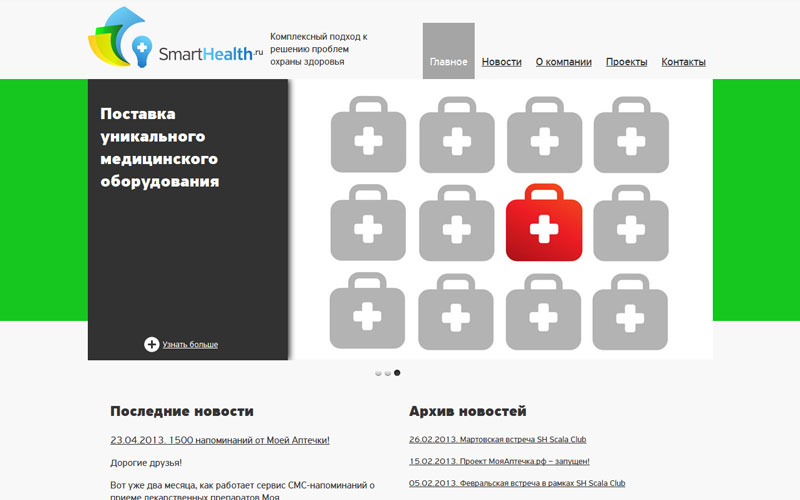 SmartHealth.ru
Комплексный подход к
решению проблем
охраны здоровья
Главное
Новости
О компании
Проекты
Контакты
Поставка
уникального
медицинского
оборудования
Узнать больше
Последние новости
23.04.2013. 1500 напоминаний от Моей Аптечки!
Дорогие друзья!
Вот уже два месяца, как работает сервис СМС-напоминаний о
приеме лекарственных препаратов Моя
Архив новостей
26.02.2013. Мартовская встреча SH Scala Club
15.02.2013. Проект МояАптечка.рф – запущен!
05.02.2013. Февральская встреча в рамках SH Scala Club